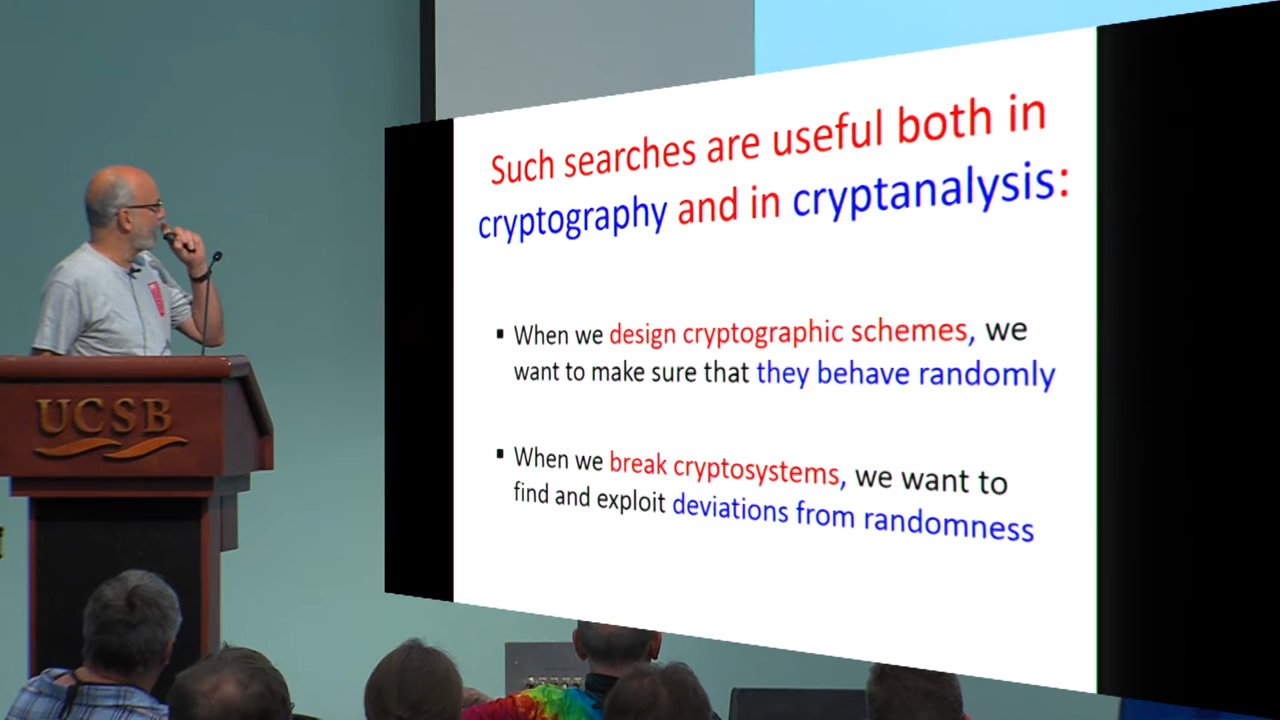 Such searches are useful both in
cryptography and in cryptanalysis:
▪ When we design cryptographic schemes, we
want to make sure that they behave randomly
▪ When we break cryptosystems, we want to
find and exploit deviations from randomness
UCSB